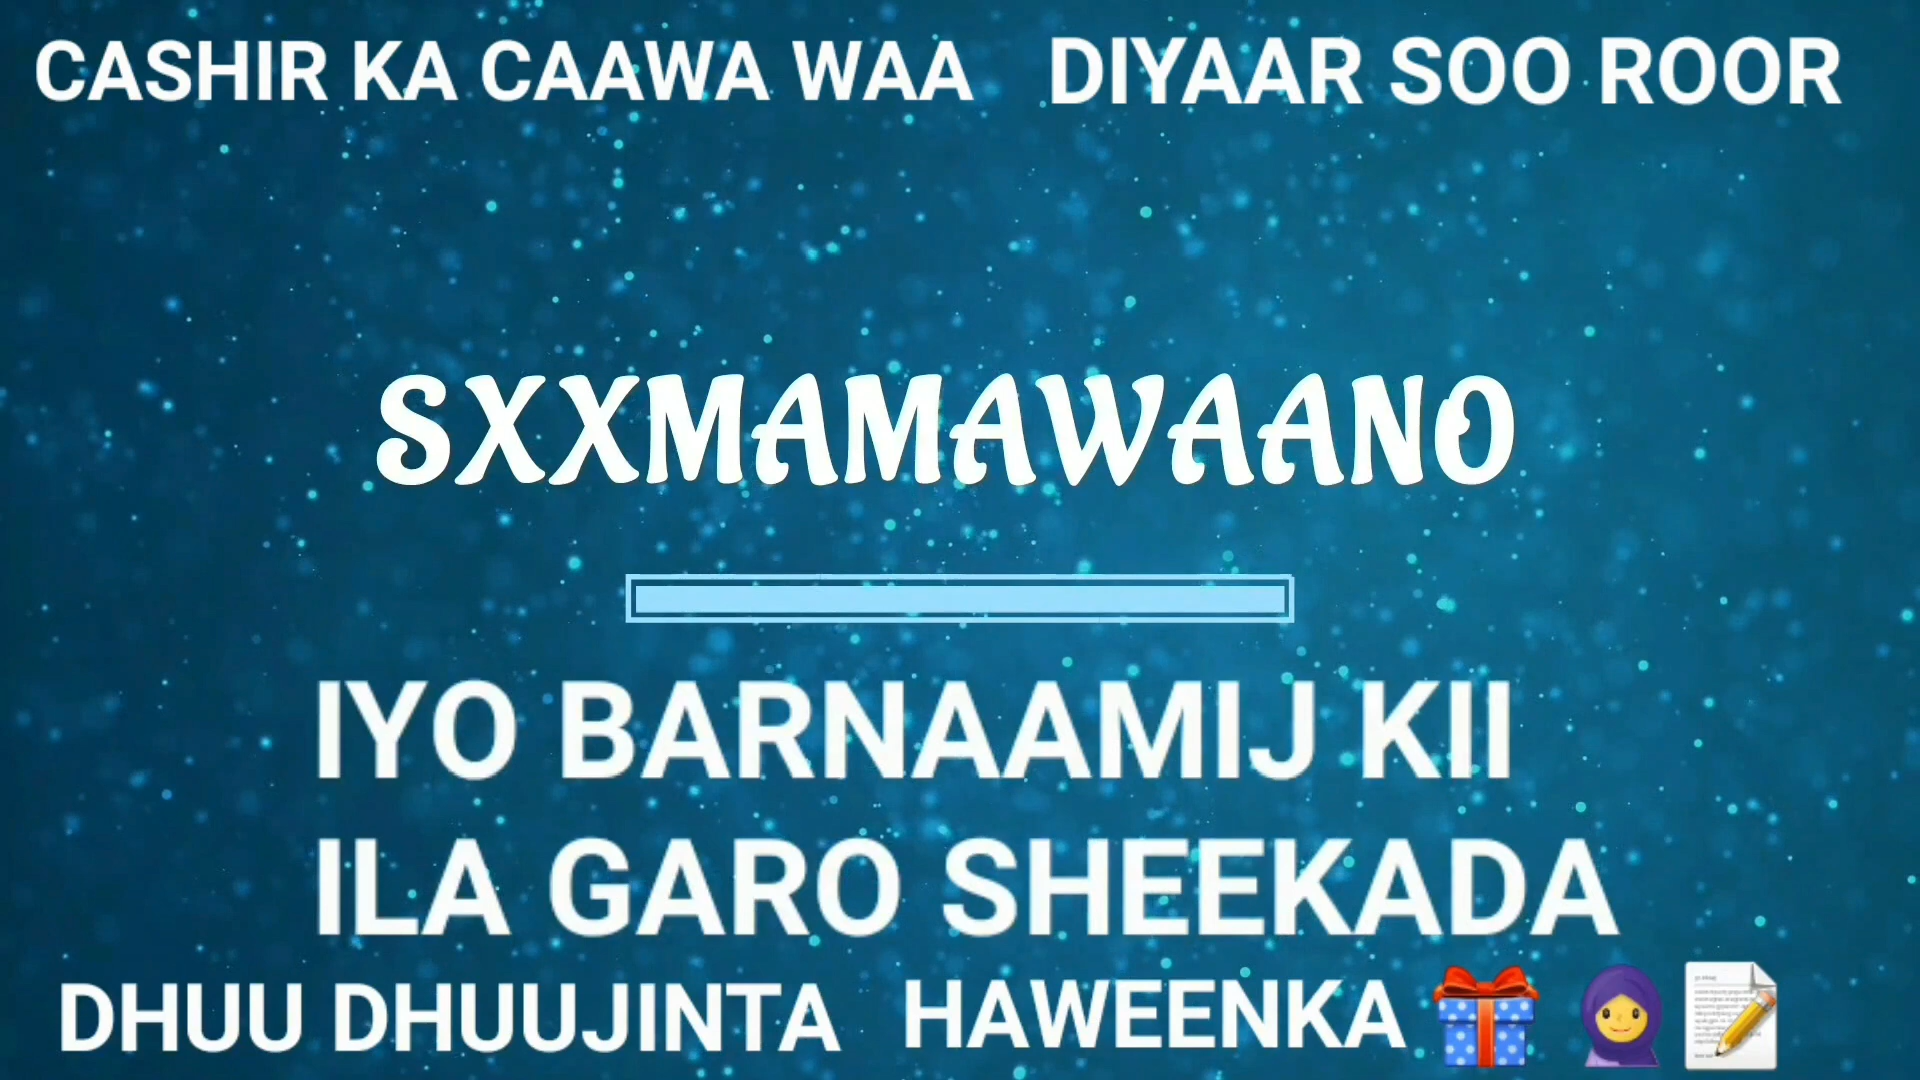 CASHIR KA CAAWA WAA DIYAAR SOO ROOR
SXXMAMAWAANO
IYO BARNAAMIJ KII
ILA GARO SHEEKADA
DHUU DHUUJINTA HAWEENKA